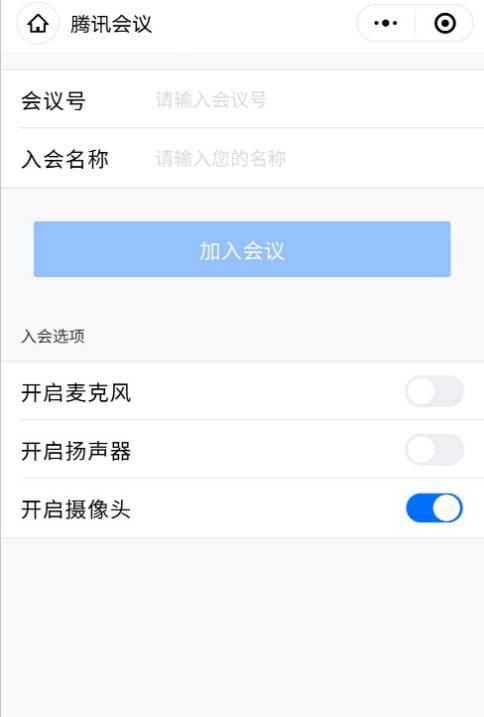 腾讯会议
会议号 请输入会议号
入会名称 请输入您的名称
加入会议
入会选项
开启麦克风
开启扬声器
开启摄像头